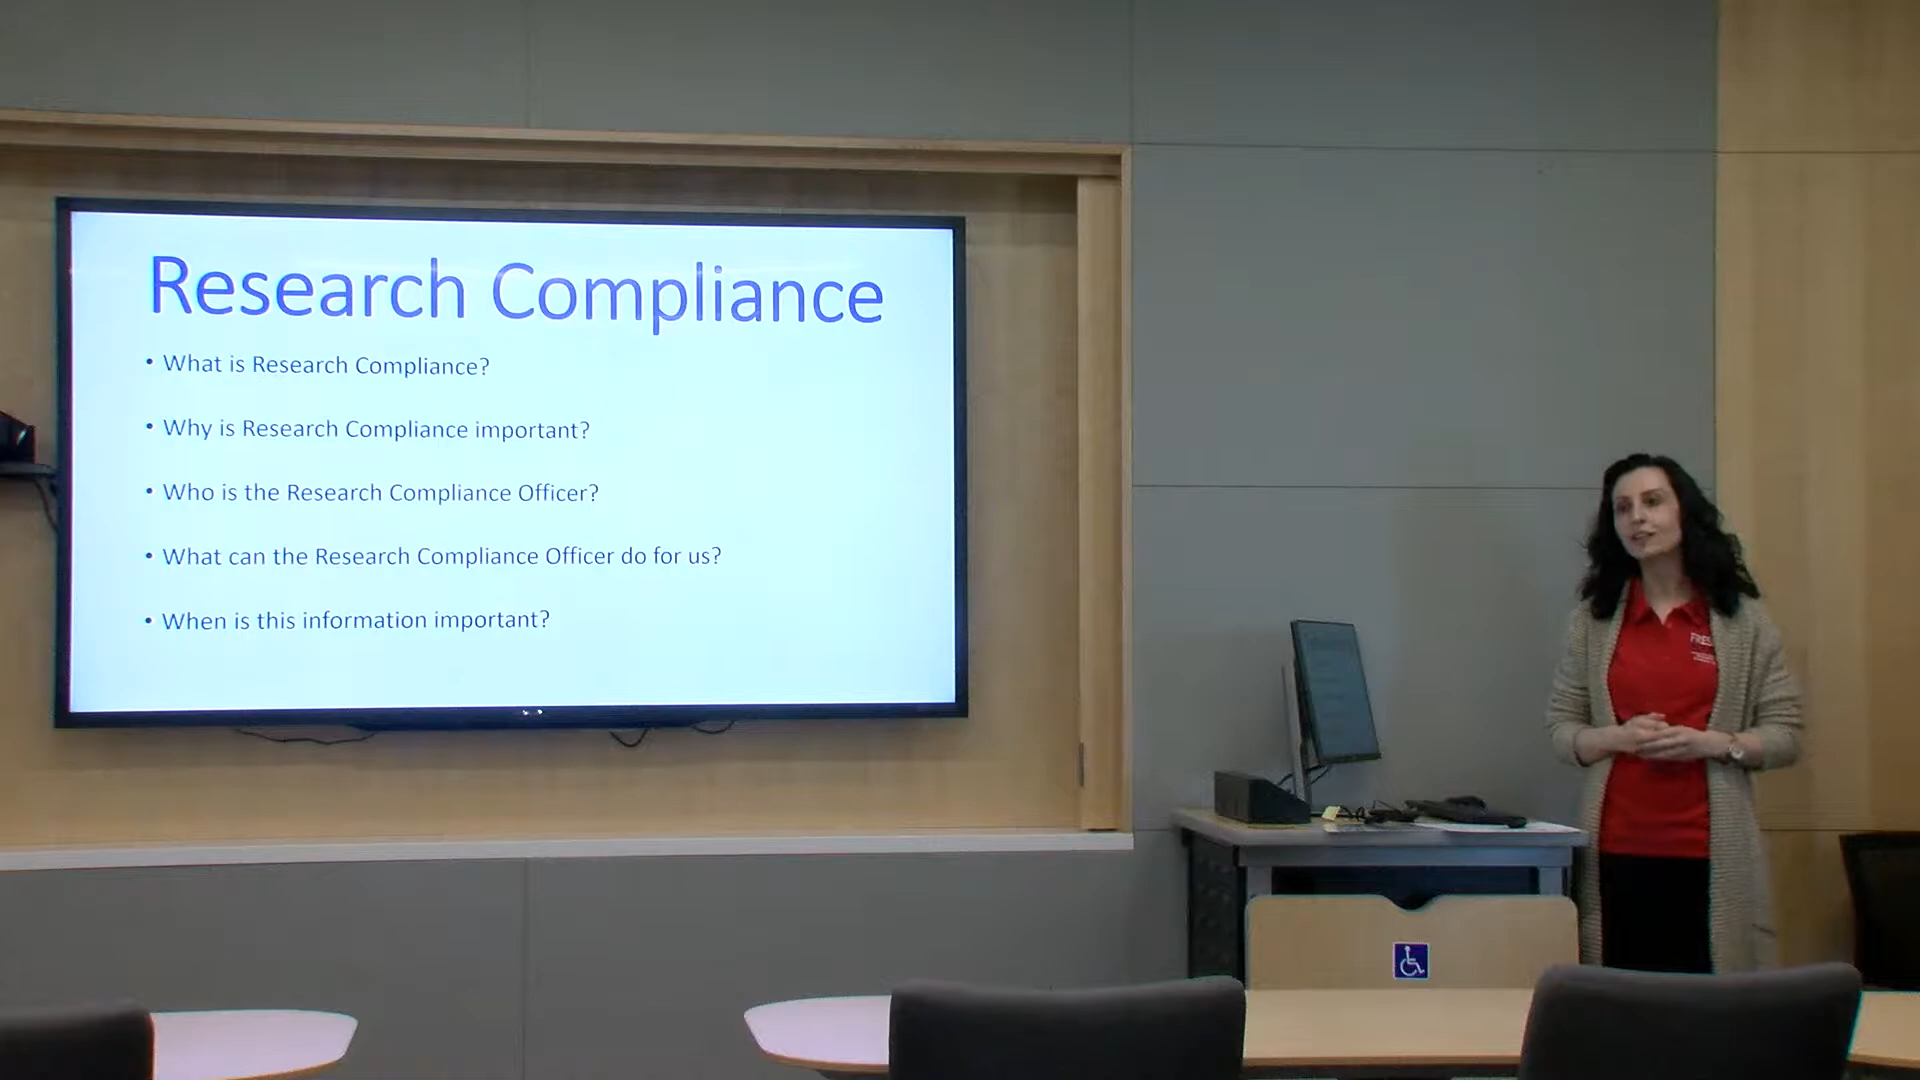 Research Compliance
• What is Research Compliance?
• Why is Research Compliance important?
• Who is the Research Compliance Officer?
• What can the Research Compliance Officer do for us?
• When is this information important?